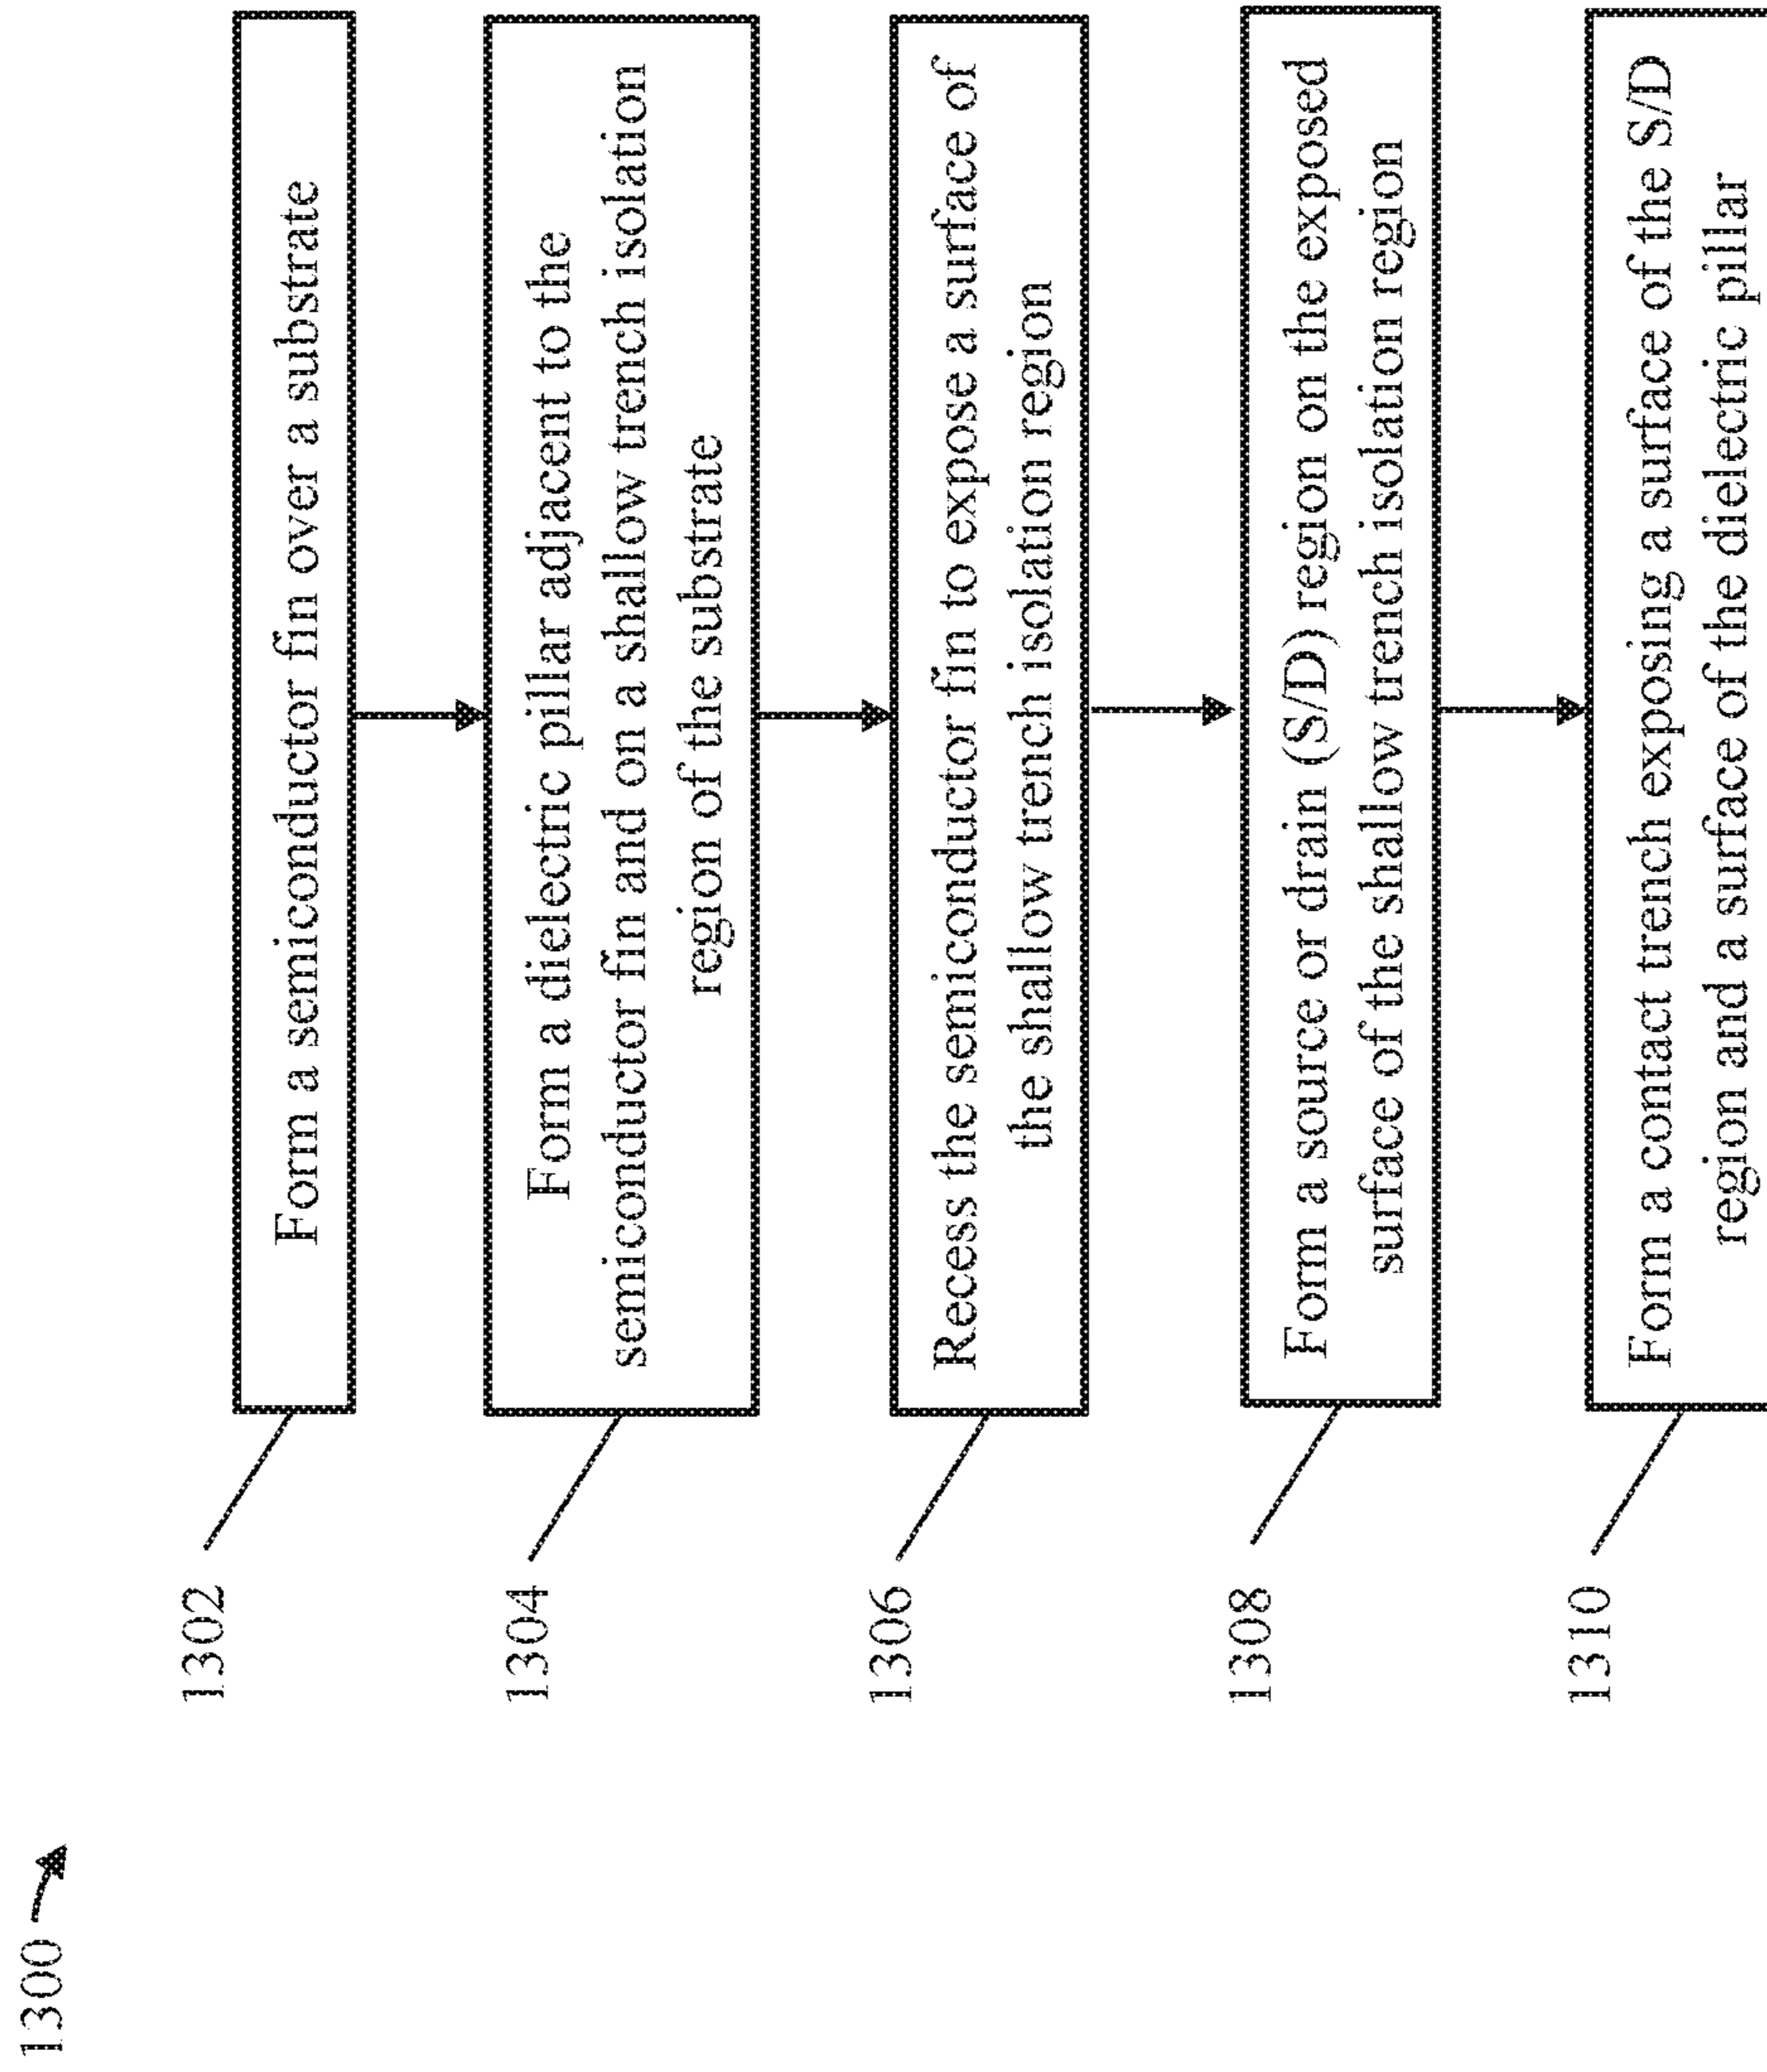 1300
1302
Form a semiconductor fin over a substrate
1304
Form a dielectric pillar adjacent to the
semiconductor fin and on a shallow trench isolation
region of the substrate
1306
Recess the semiconductor fin to expose a surface of
the shallow trench isolation region
1308
Form a source or drain (S/D) region on the exposed
surface of the shallow trench isolation region
1310
Form a contact trench exposing a surface of the S/D
region and a surface of the dielectric pillar